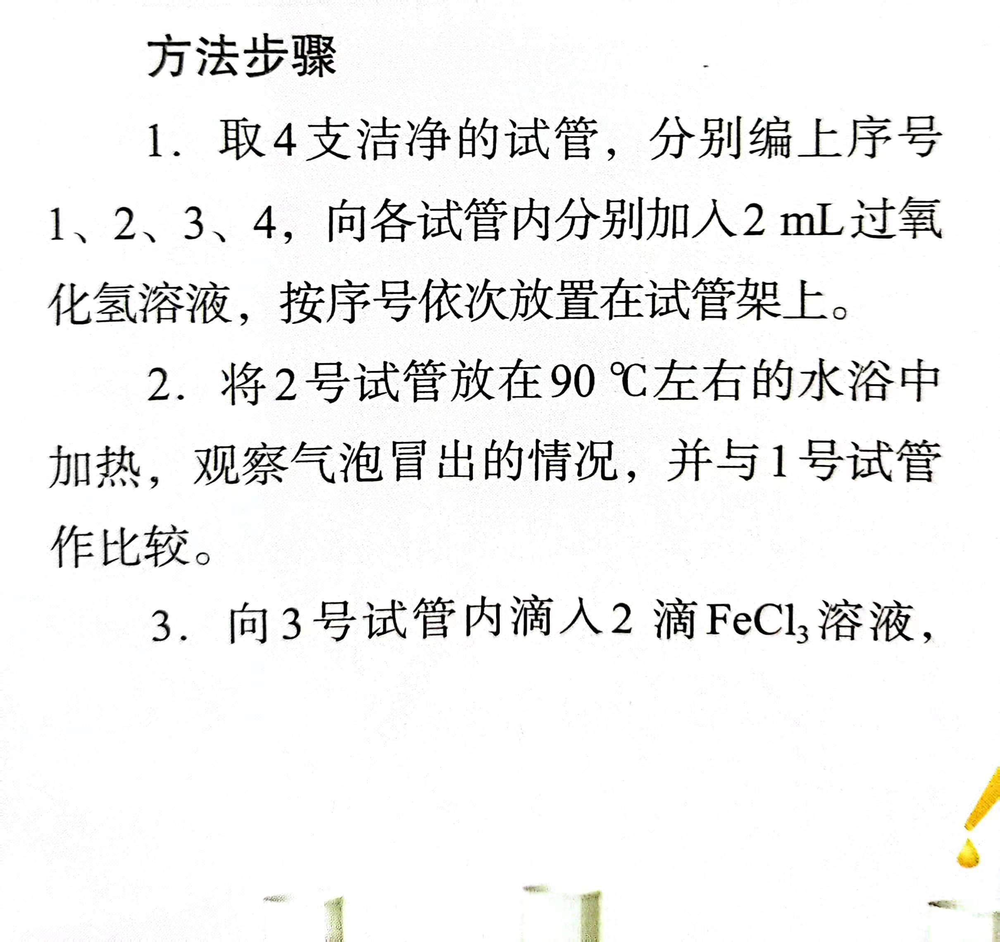 方法步骤
1. 取4支洁净的试管，分别编上序号
1、2、3、4，向各试管内分别加入2 mL过氧
化氢溶液，按序号依次放置在试管架上。
2. 将2号试管放在90 ℃左右的水浴中
加热，观察气泡冒出的情况，并与1号试管
作比较。
3. 向3号试管内滴入2 滴FeCl₃溶液，